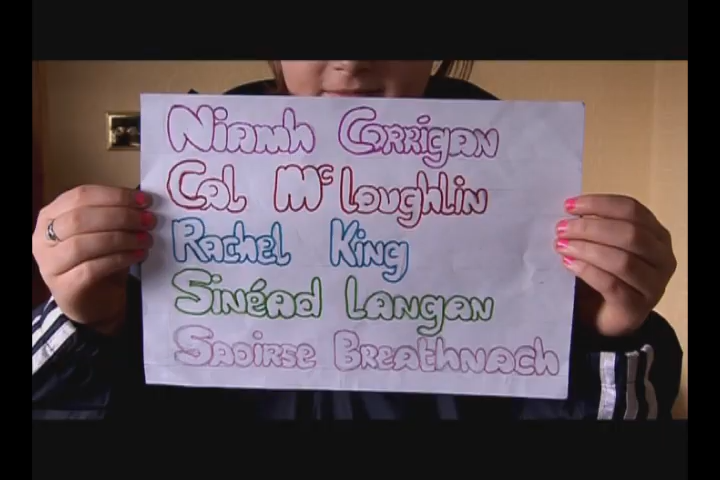 Niamh Corrigan
Col Mc Loughlin
Rachel King
Sinéad Langan
Saoirse Breathnach